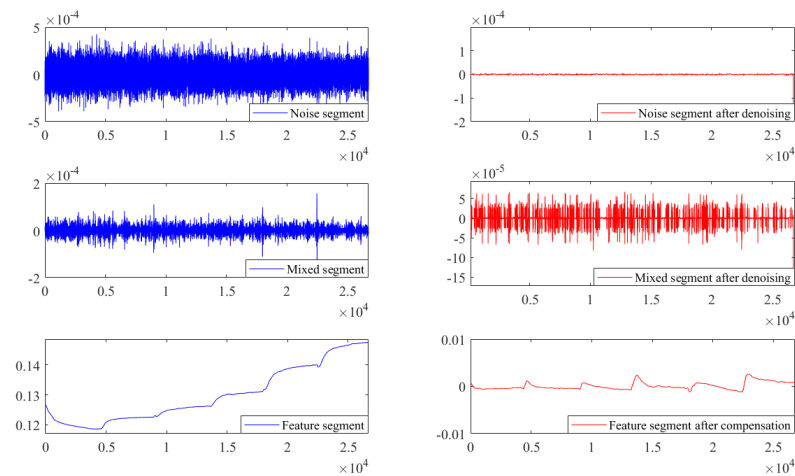 ×10⁻⁴
5
0
-5
Noise segment
0 0.5 1 1.5 2 2.5
×10⁴
×10⁻⁴
2
1
0
-1
-2
Noise segment after denoising
0.5 1 1.5 2 2.5
×10⁴
×10⁻⁴
2
0
-2
Mixed segment
0 0.5 1 1.5 2 2.5
×10⁴
×10⁻⁵
5
0
-5
-10
-15
Mixed segment after denoising
0.5 1 1.5 2 2.5
×10⁴
0.14
0.13
0.12
Feature segment
0 0.5 1 1.5 2 2.5
×10⁴
0.01
0
-0.01
Feature segment after compensation
0.5 1 1.5 2 2.5
×10⁴